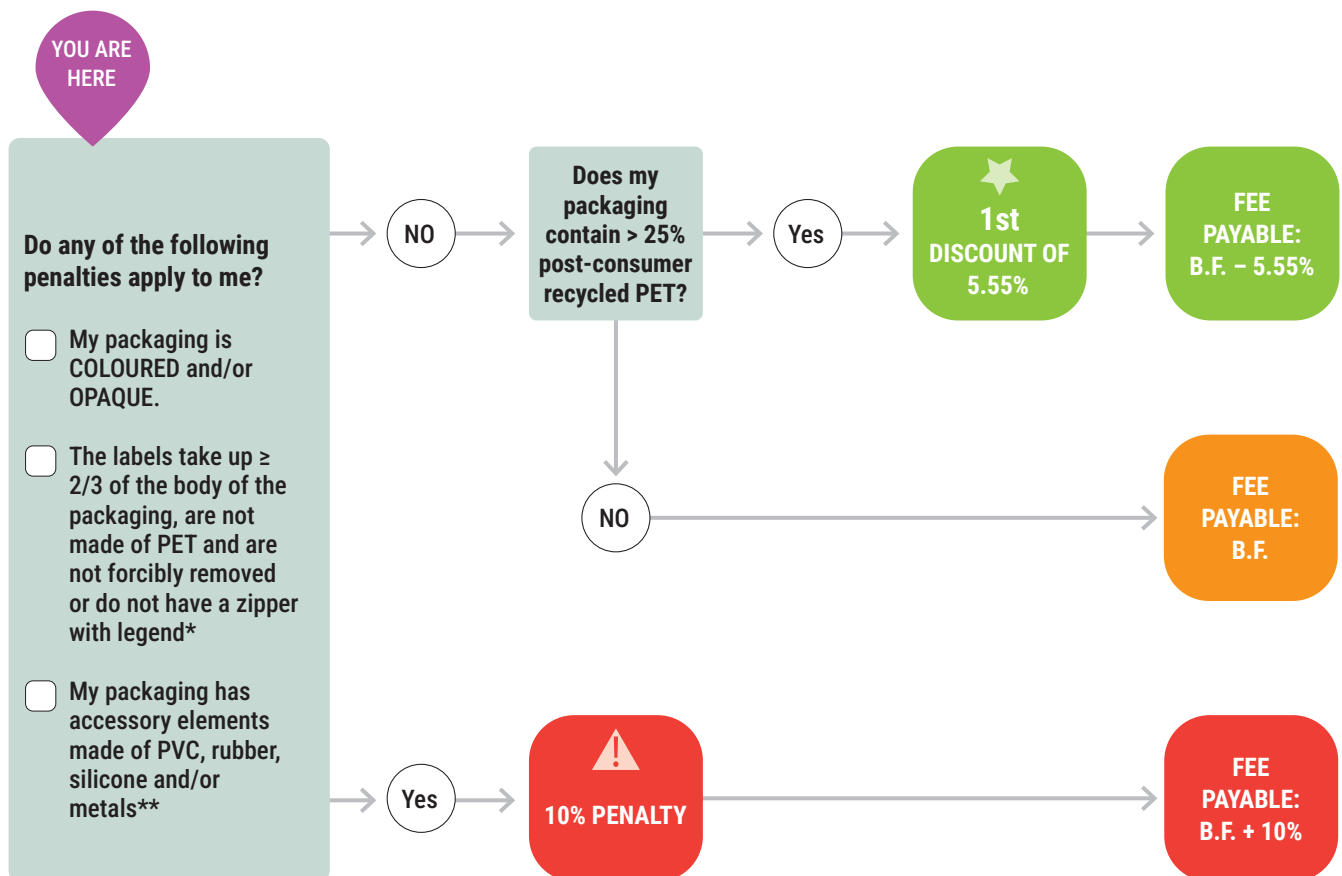 YOU ARE
HERE
Do any of the following
penalties apply to me?
My packaging is
COLOURED and/or
OPAQUE.
The labels take up ≥
2/3 of the body of the
packaging, are not
made of PET and are
not forcibly removed
or do not have a zipper
with legend*
My packaging has
accessory elements
made of PVC, rubber,
silicone and/or
metals**
NO
Does my
packaging
contain > 25%
post-consumer
recycled PET?
Yes
1st
DISCOUNT OF
5.55%
FEE
PAYABLE:
B.F. – 5.55%
NO
FEE
PAYABLE:
B.F.
Yes
10% PENALTY
FEE
PAYABLE:
B.F. + 10%